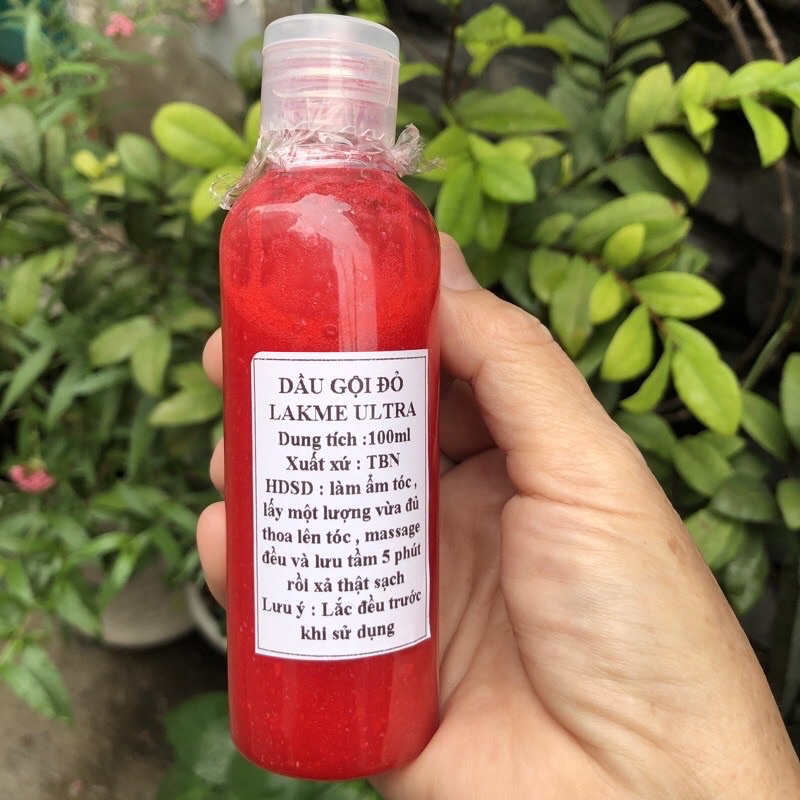 DẦU GỘI ĐỎ
LAKME ULTRA
Dung tích :100ml
Xuất xứ : TBN
HDSD : làm ẩm tóc ,
lấy một lượng vừa đủ
thoa lên tóc , massage
đều và lưu tầm 5 phút
rồi xả thật sạch
Lưu ý : Lắc đều trước
khi sử dụng